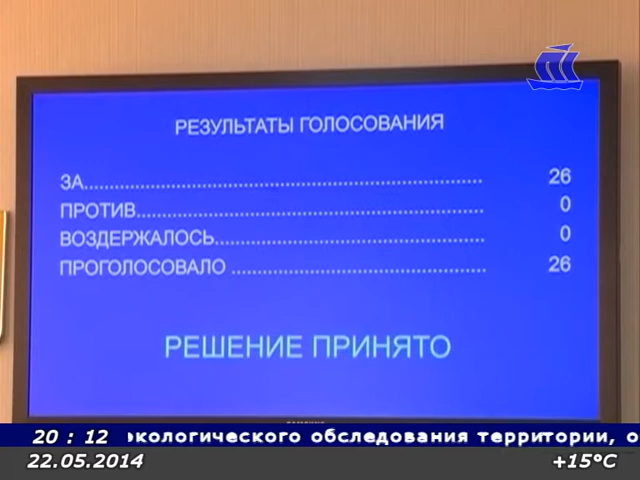 РЕЗУЛЬТАТЫ ГОЛОСОВАНИЯ
ЗА................................................................ 26
ПРОТИВ........................................................ 0
ВОЗДЕРЖАЛОСЬ........................................... 0
ПРОГОЛОСОВАЛО ......................................... 26
РЕШЕНИЕ ПРИНЯТО
20 : 12 экологического обследования территории, о
22.05.2014 +15°C